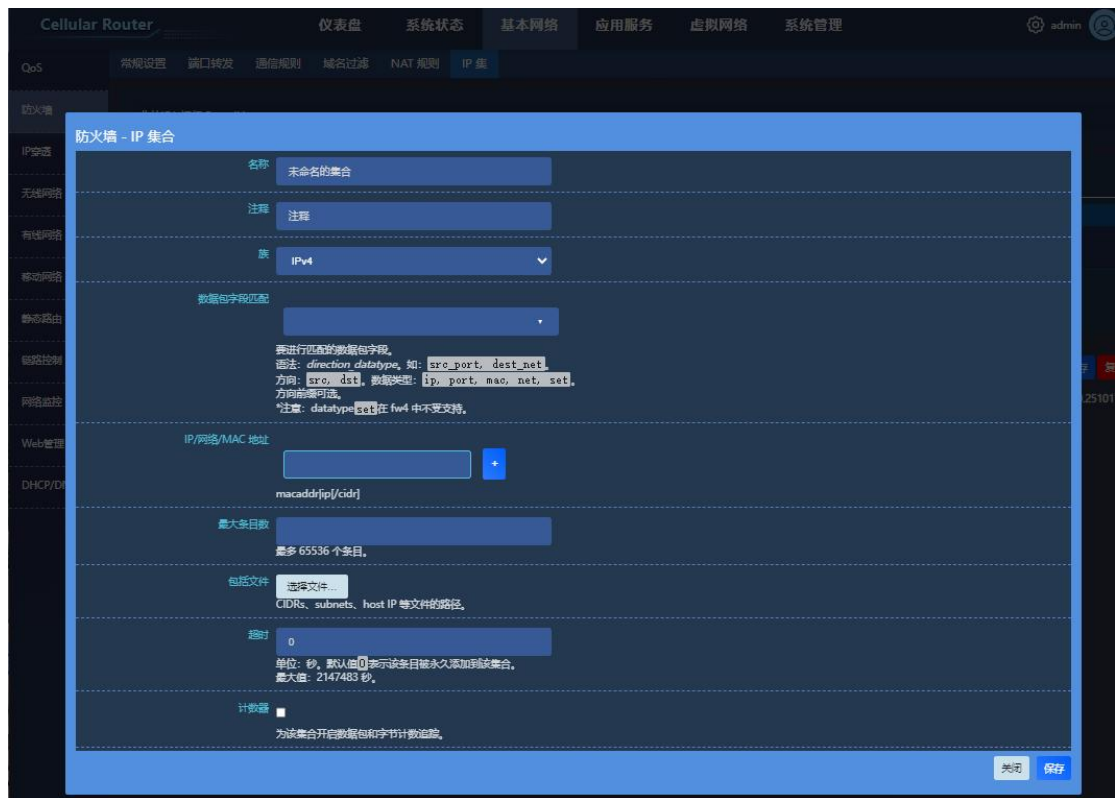 Cellular Router
仪表盘 系统状态 基本网络 应用服务 虚拟网络 系统管理 admin
QoS 常规设置 端口转发 通信规则 域名过滤 NAT 规则 IP 集
防火墙
防火墙 - IP 集合
IP穿透
无线网络
有线网络
移动网络
静态路由
链路控制
网络监控
Web管理
DHCP/D
名称 未命名的集合
注释 注释
族 IPv4
数据包字段匹配
要进行匹配的数据包字段。
语法: direction_datatype。如: src_port, dest_net。
方向: src, dst。数据类型: ip, port, mac, net, set。
方向前缀可选。
*注意: datatype set 在 fw4 中不受支持。
IP/网络/MAC 地址
+
macaddr|ip[/cidr]
最大条目数
最多 65536 个条目。
包括文件 选择文件...
CIDRs、subnets、host IP 等文件的路径。
超时 0
单位: 秒。默认值 0 表示该条目被永久添加到该集合。
最大值: 2147483 秒。
计数器
为该集合开启数据包和字节计数追踪。
关闭 保存
.25101